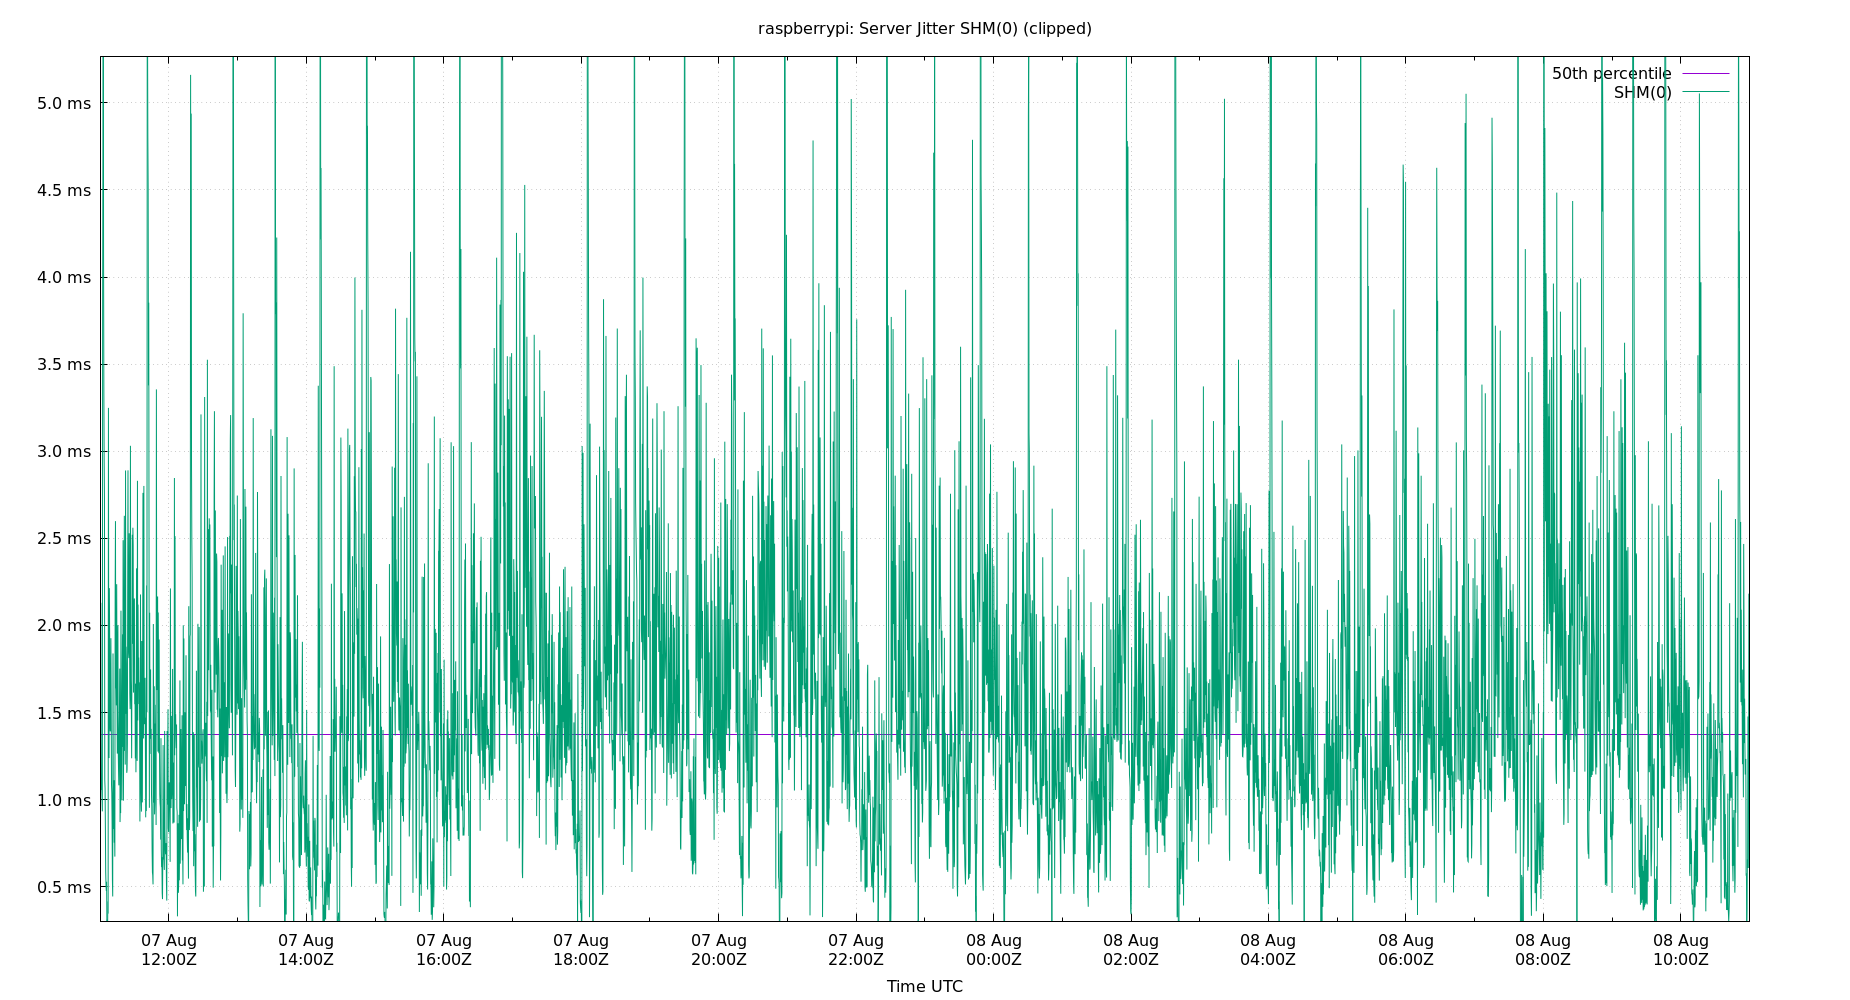 raspberrypi: Server Jitter SHM(0) (clipped)
50th percentile
SHM(0)
5.0 ms
4.5 ms
4.0 ms
3.5 ms
3.0 ms
2.5 ms
2.0 ms
1.5 ms
1.0 ms
0.5 ms
07 Aug 07 Aug 07 Aug 07 Aug 07 Aug 07 Aug 08 Aug 08 Aug 08 Aug 08 Aug 08 Aug 08 Aug
12:00Z 14:00Z 16:00Z 18:00Z 20:00Z 22:00Z 00:00Z 02:00Z 04:00Z 06:00Z 08:00Z 10:00Z
Time UTC